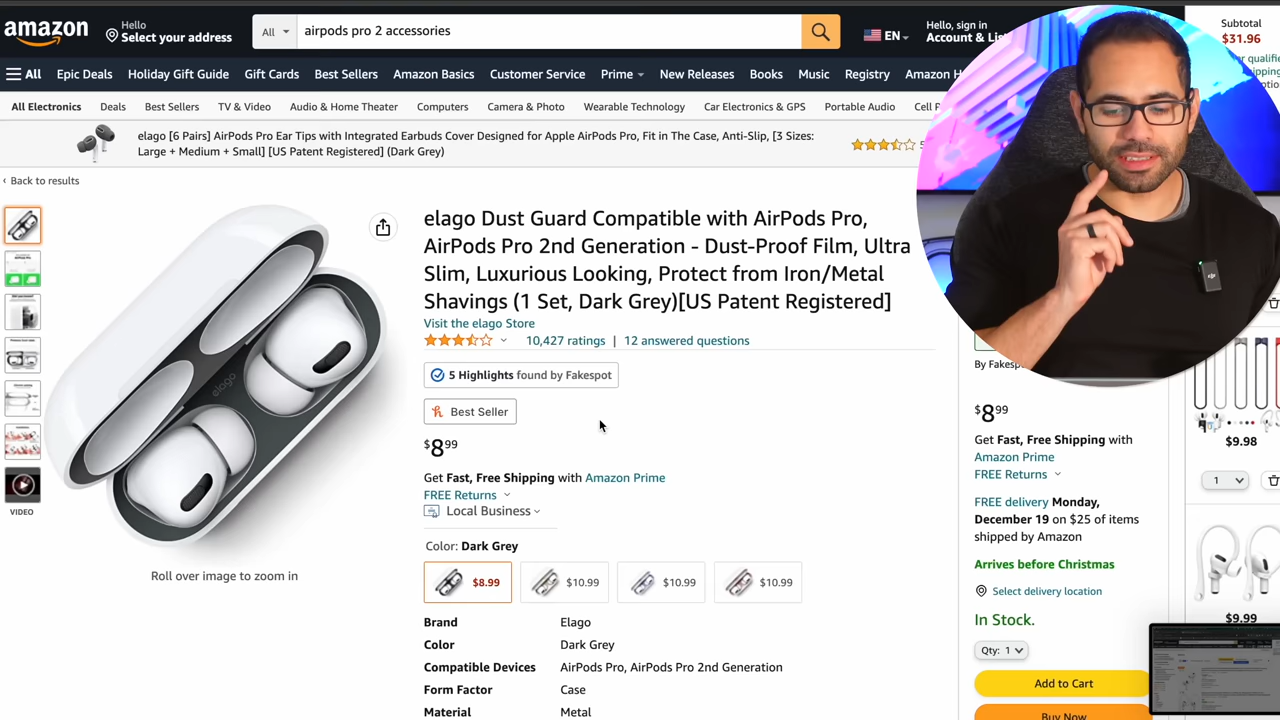 amazon
Hello
Select your address
All
airpods pro 2 accessories
EN
Hello, sign in
Account & Lis
Subtotal
$31.96
All
Epic Deals
Holiday Gift Guide
Gift Cards
Best Sellers
Amazon Basics
Customer Service
Prime
New Releases
Books
Music
Registry
Amazon H
All Electronics
Deals
Best Sellers
TV & Video
Audio & Home Theater
Computers
Camera & Photo
Wearable Technology
Car Electronics & GPS
Portable Audio
Cell P
elago [6 Pairs] AirPods Pro Ear Tips with Integrated Earbuds Cover Designed for Apple AirPods Pro, Fit in The Case, Anti-Slip, [3 Sizes:
Large + Medium + Small] [US Patent Registered] (Dark Grey)
‹ Back to results
elago Dust Guard Compatible with AirPods Pro,
AirPods Pro 2nd Generation - Dust-Proof Film, Ultra
Slim, Luxurious Looking, Protect from Iron/Metal
Shavings (1 Set, Dark Grey)[US Patent Registered]
Visit the elago Store
10,427 ratings | 12 answered questions
5 Highlights found by Fakespot
Best Seller
$8.99
Get Fast, Free Shipping with Amazon Prime
FREE Returns
Local Business
Color: Dark Grey
$8.99
$10.99
$10.99
$10.99
Brand Elago
Color Dark Grey
Compatible Devices AirPods Pro, AirPods Pro 2nd Generation
Form Factor Case
Material Metal
elago
VIDEO
Roll over image to zoom in
By Fakespo
$8.99
Get Fast, Free Shipping with
Amazon Prime
FREE Returns
FREE delivery Monday,
December 19 on $25 of items
shipped by Amazon
Arrives before Christmas
Select delivery location
In Stock.
Qty: 1
Add to Cart
Buy Now
$9.98
1
$9.99